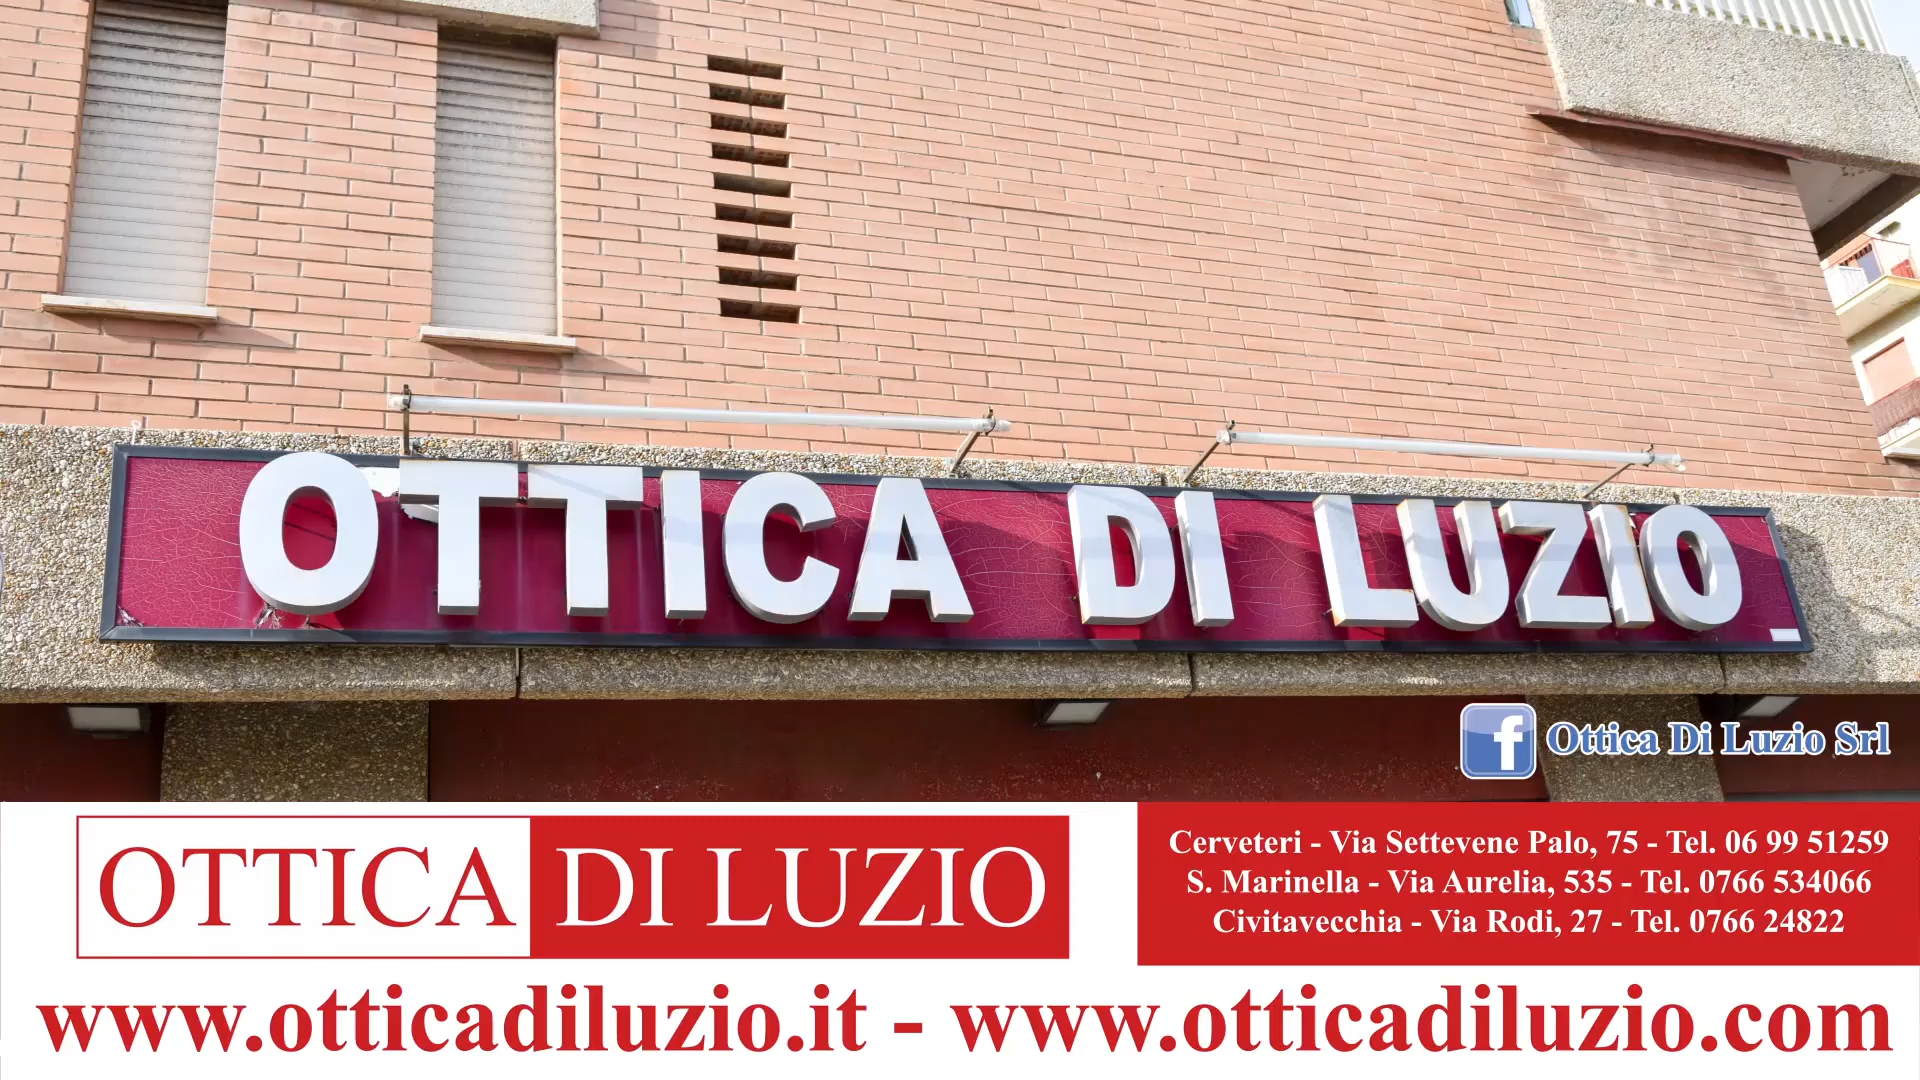 OTTICA DI LUZIO
f Ottica Di Luzio Srl
OTTICA DI LUZIO
Cerveteri - Via Settevene Palo, 75 - Tel. 06 99 51259
S. Marinella - Via Aurelia, 535 - Tel. 0766 534066
Civitavecchia - Via Rodi, 27 - Tel. 0766 24822
www.otticadiluzio.it - www.otticadiluzio.com